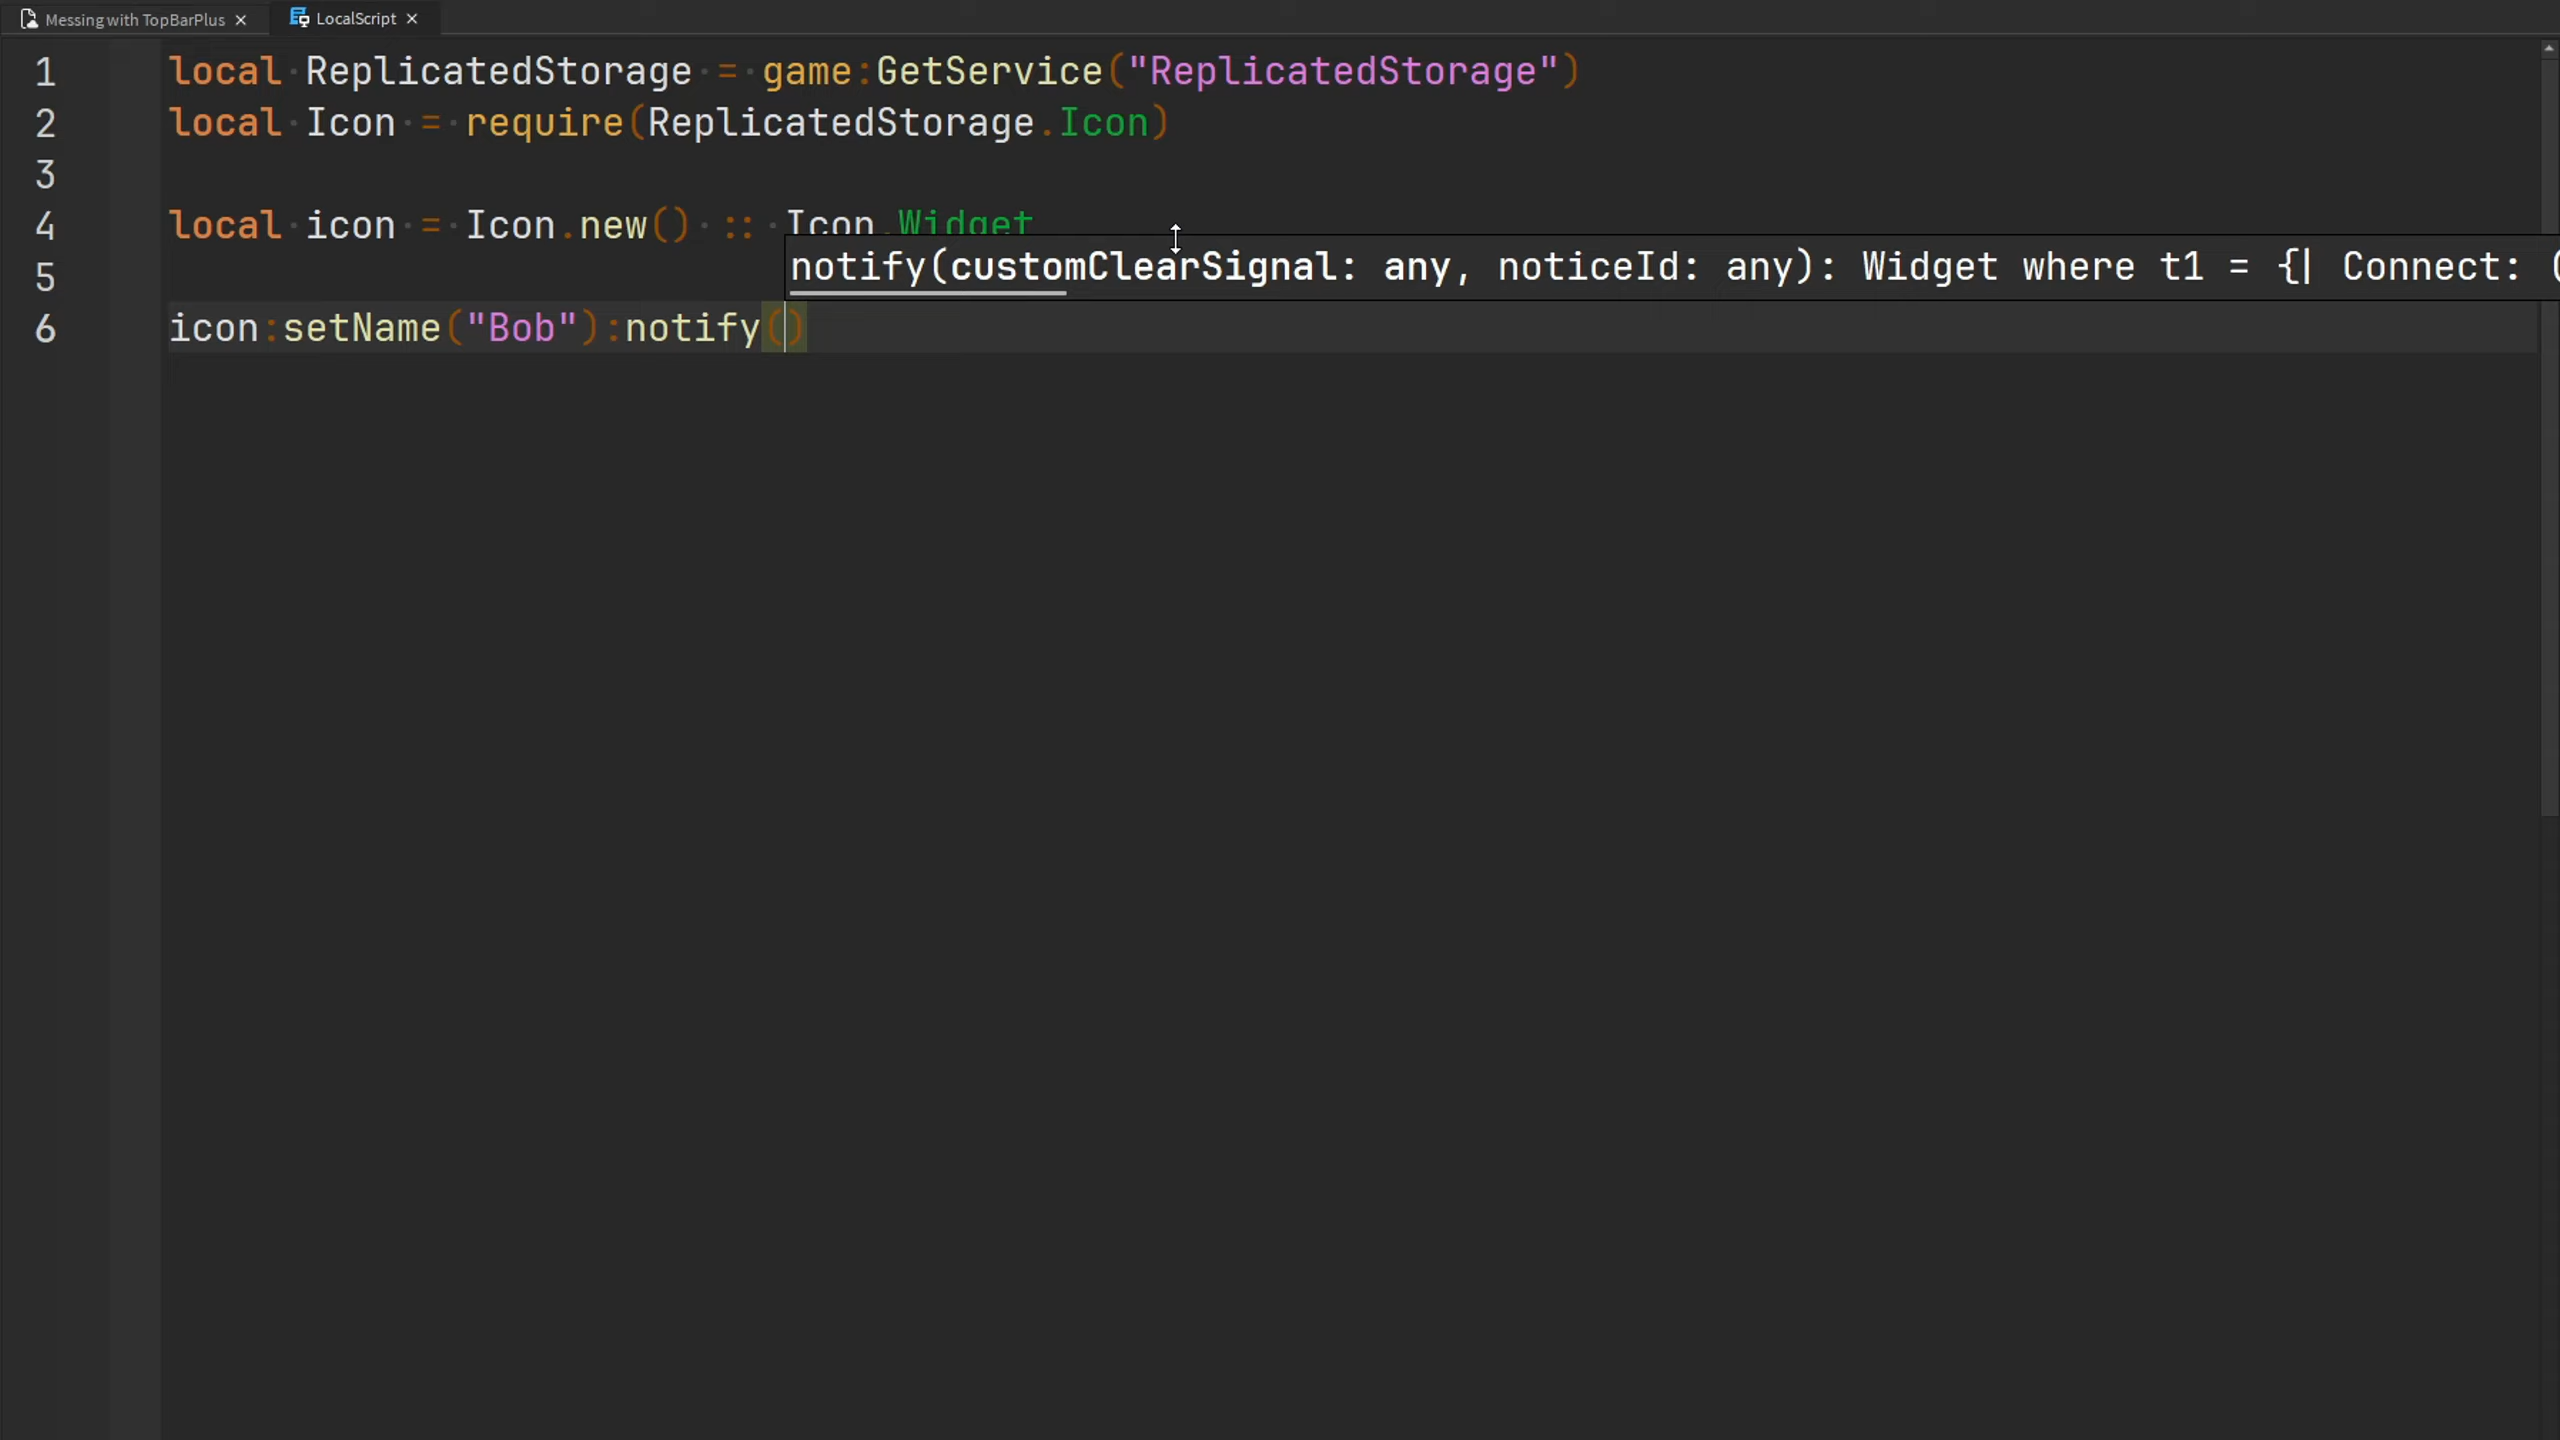 Messing with TopBarPlus × LocalScript ×
1 local ReplicatedStorage = game:GetService("ReplicatedStorage")
2 local Icon = require(ReplicatedStorage.Icon)
3
4 local icon = Icon.new() :: Icon.Widget
5 notify(customClearSignal: any, noticeId: any): Widget where t1 = {| Connect: (
6 icon:setName("Bob"):notify()